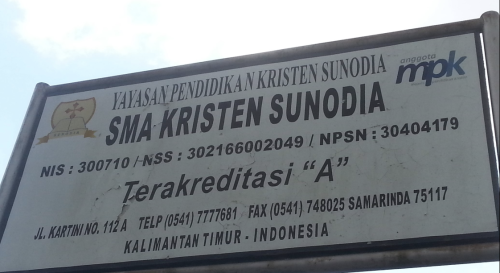 YAYASAN PENDIDIKAN KRISTEN SUNODIA
anggota
mpk
SMA KRISTEN SUNODIA
NIS : 300710 / NSS : 302166002049 / NPSN : 30404179
Terakreditasi "A"
JL. KARTINI NO. 112 A TELP (0541) 7777681 FAX (0541) 748025 SAMARINDA 75117
KALIMANTAN TIMUR - INDONESIA